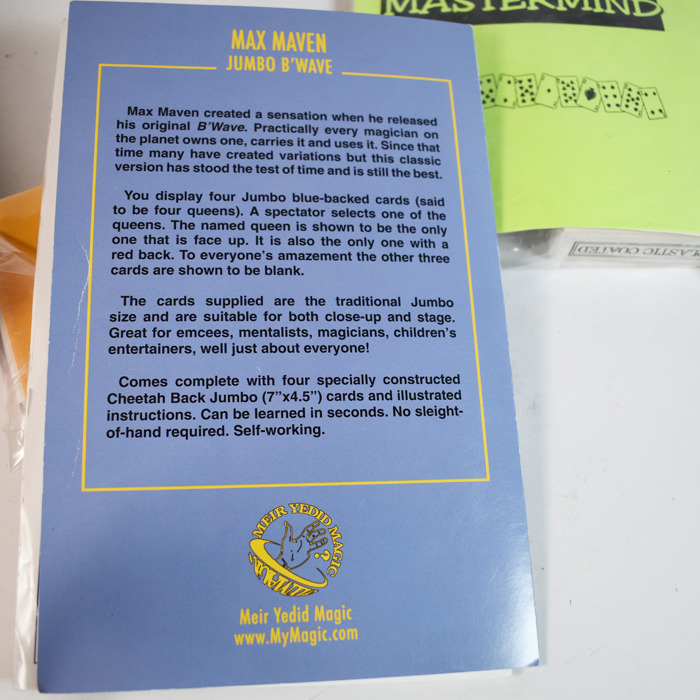 MASTERMIND
MAX MAVEN
JUMBO B'WAVE
Max Maven created a sensation when he released
his original B'Wave. Practically every magician on
the planet owns one, carries it and uses it. Since that
time many have created variations but this classic
version has stood the test of time and is still the best.
You display four Jumbo blue-backed cards (said
to be four queens). A spectator selects one of the
queens. The named queen is shown to be the only
one that is face up. It is also the only one with a
red back. To everyone's amazement the other three
cards are shown to be blank.
The cards supplied are the traditional Jumbo
size and are suitable for both close-up and stage.
Great for emcees, mentalists, magicians, children's
entertainers, well just about everyone!
Comes complete with four specially constructed
Cheetah Back Jumbo (7"x4.5") cards and illustrated
instructions. Can be learned in seconds. No sleight-
of-hand required. Self-working.
MEIR YEDID MAGIC
?
Meir Yedid Magic
www.MyMagic.com
PLASTIC COATED